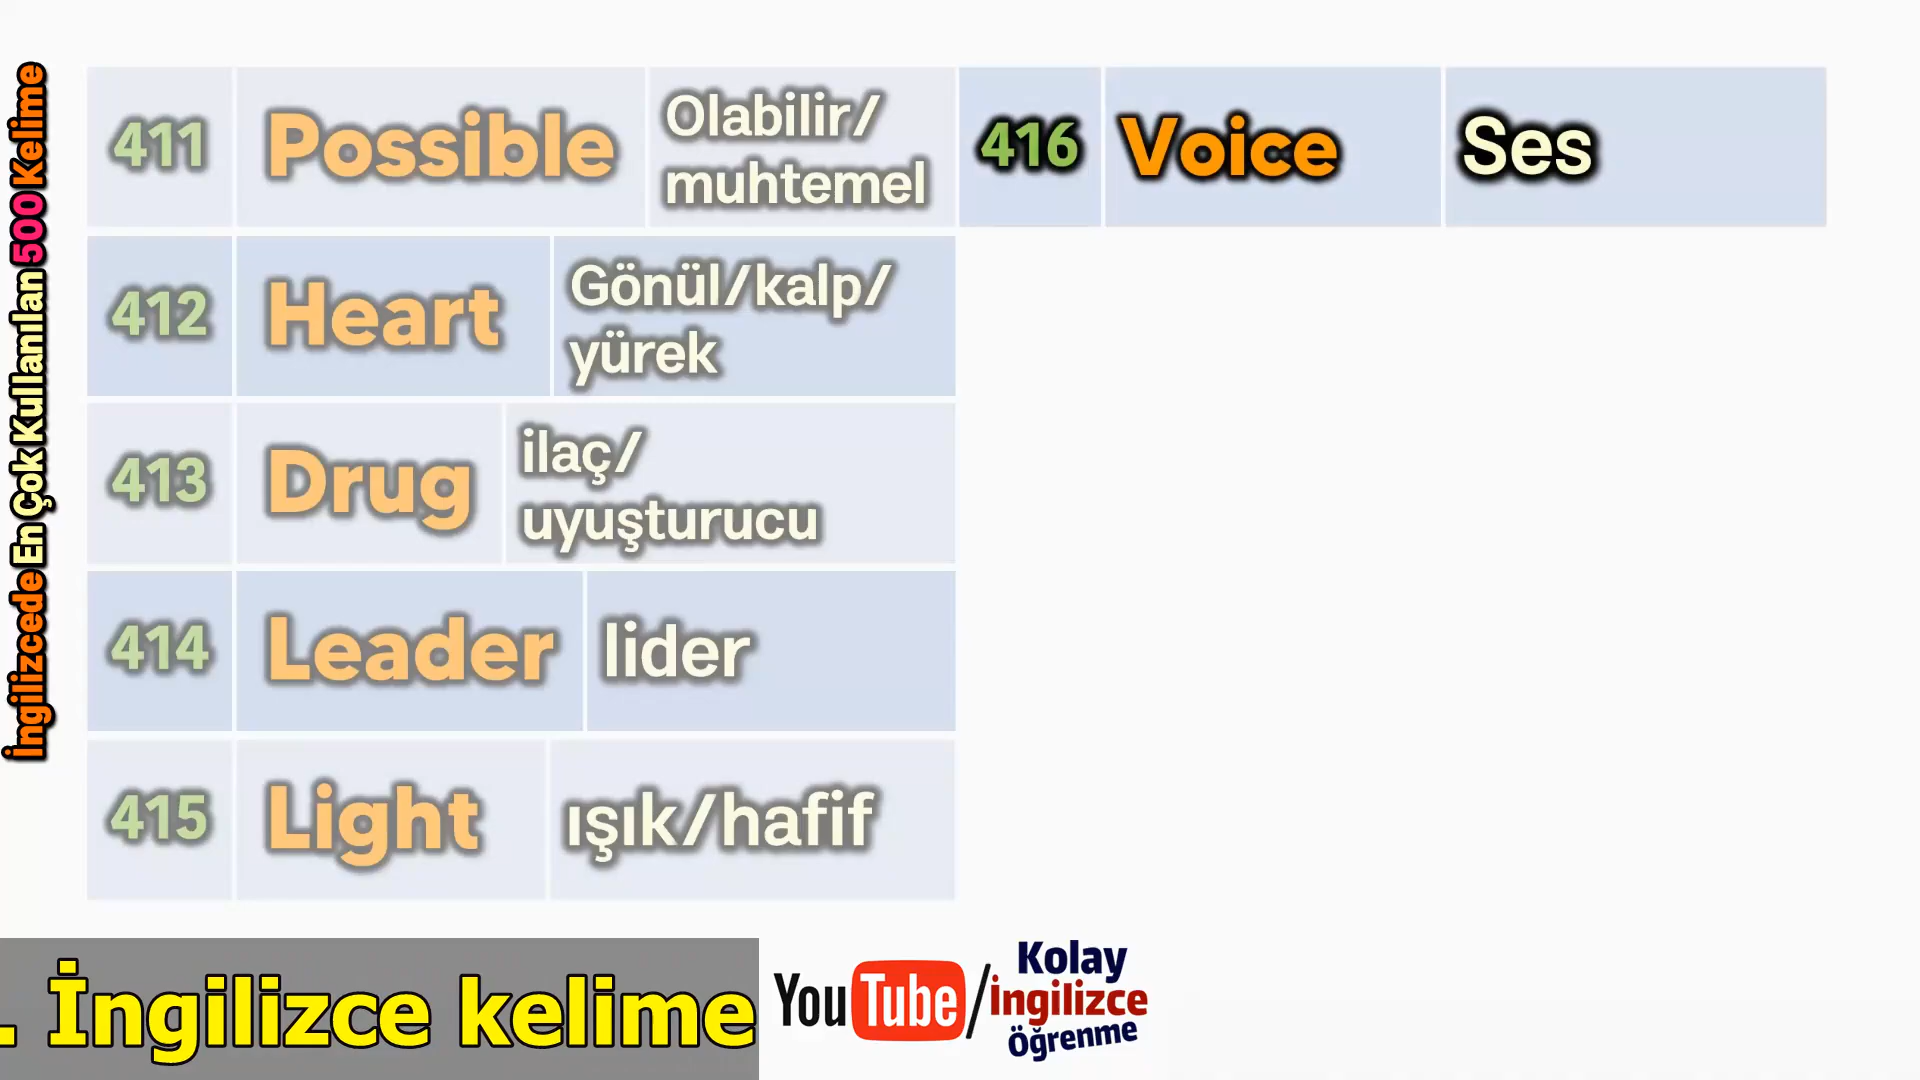 İngilizcede En Çok Kullanılan 500 Kelime
411 Possible Olabilir/
muhtemel
412 Heart Gönül/kalp/
yürek
413 Drug ilaç/
uyuşturucu
414 Leader lider
415 Light ışık/hafif
416 Voice Ses
. İngilizce kelime
YouTube/
Kolay
İngilizce
Öğrenme